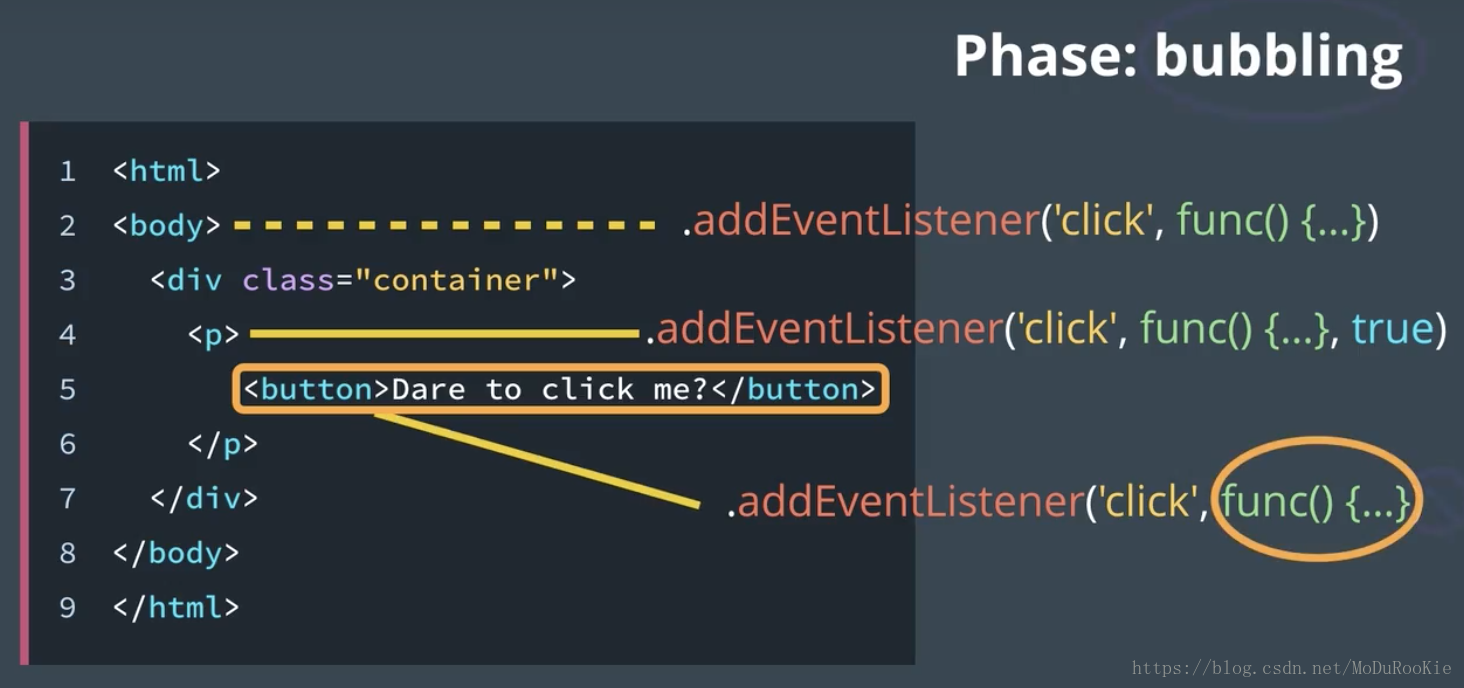 Phase: bubbling
1 <html>
2 <body> .addEventListener('click', func() {...})
3 <div class="container">
4 <p> .addEventListener('click', func() {...}, true)
5 <button>Dare to click me?</button>
6 </p>
.addEventListener('click', func() {...}
7 </div>
8 </body>
9 </html>
https://blog.csdn.net/MoDuRooKie